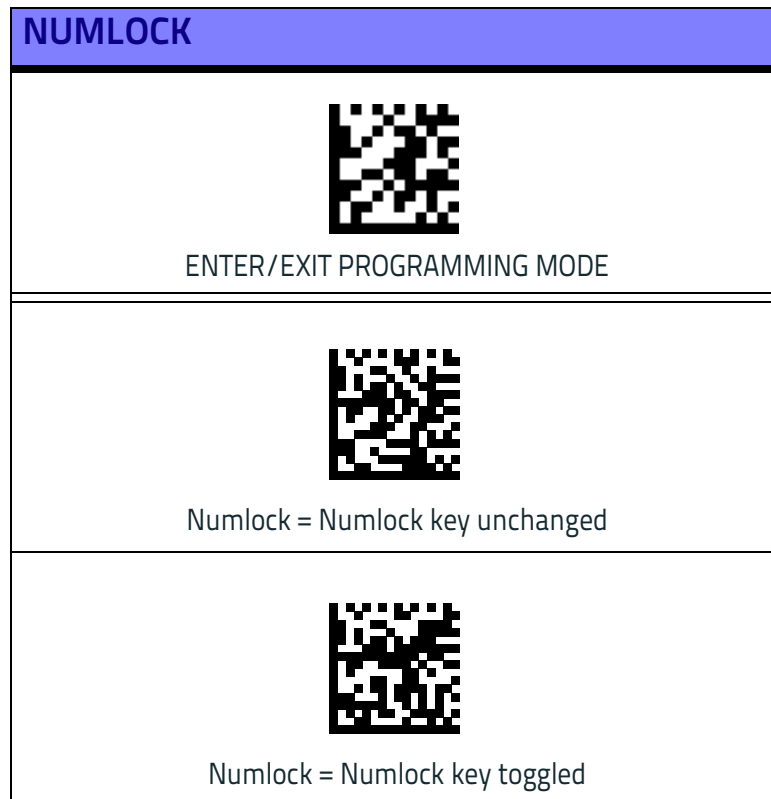 NUMLOCK
ENTER/EXIT PROGRAMMING MODE
Numlock = Numlock key unchanged
Numlock = Numlock key toggled